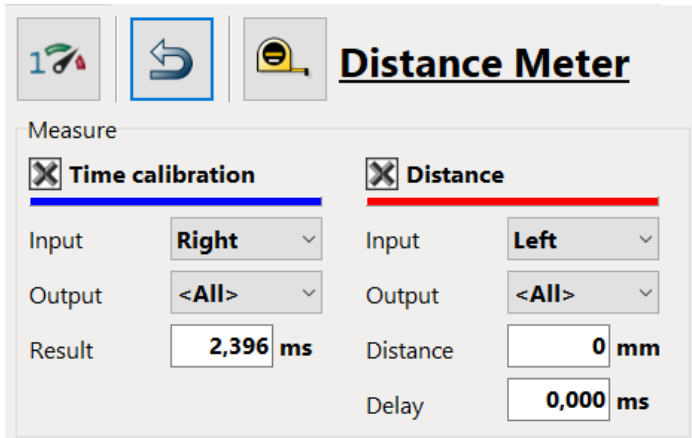 1
Distance Meter
Measure
Time calibration
Input Right
Output <All>
Result 2,396 ms
Distance
Input Left
Output <All>
Distance 0 mm
Delay 0,000 ms